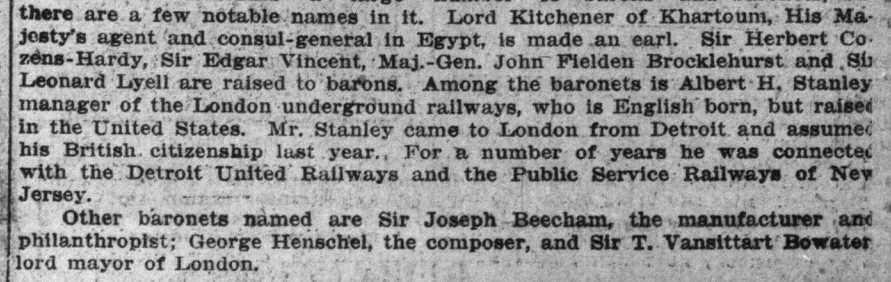 there are a few notable names in it. Lord Kitchener of Khartoum, His Ma-
jesty's agent and consul-general in Egypt, is made an earl. Sir Herbert Co-
zens-Hardy, Sir Edgar Vincent, Maj.-Gen. John Fielden Brocklehurst and Sir
Leonard Lyell are raised to barons. Among the baronets is Albert H. Stanley
manager of the London underground railways, who is English born, but raised
in the United States. Mr. Stanley came to London from Detroit and assumed
his British citizenship last year. For a number of years he was connected
with the Detroit United Railways and the Public Service Railways of New
Jersey.
Other baronets named are Sir Joseph Beecham, the manufacturer and
philanthropist; George Henschel, the composer, and Sir T. Vansittart Bowater
lord mayor of London.